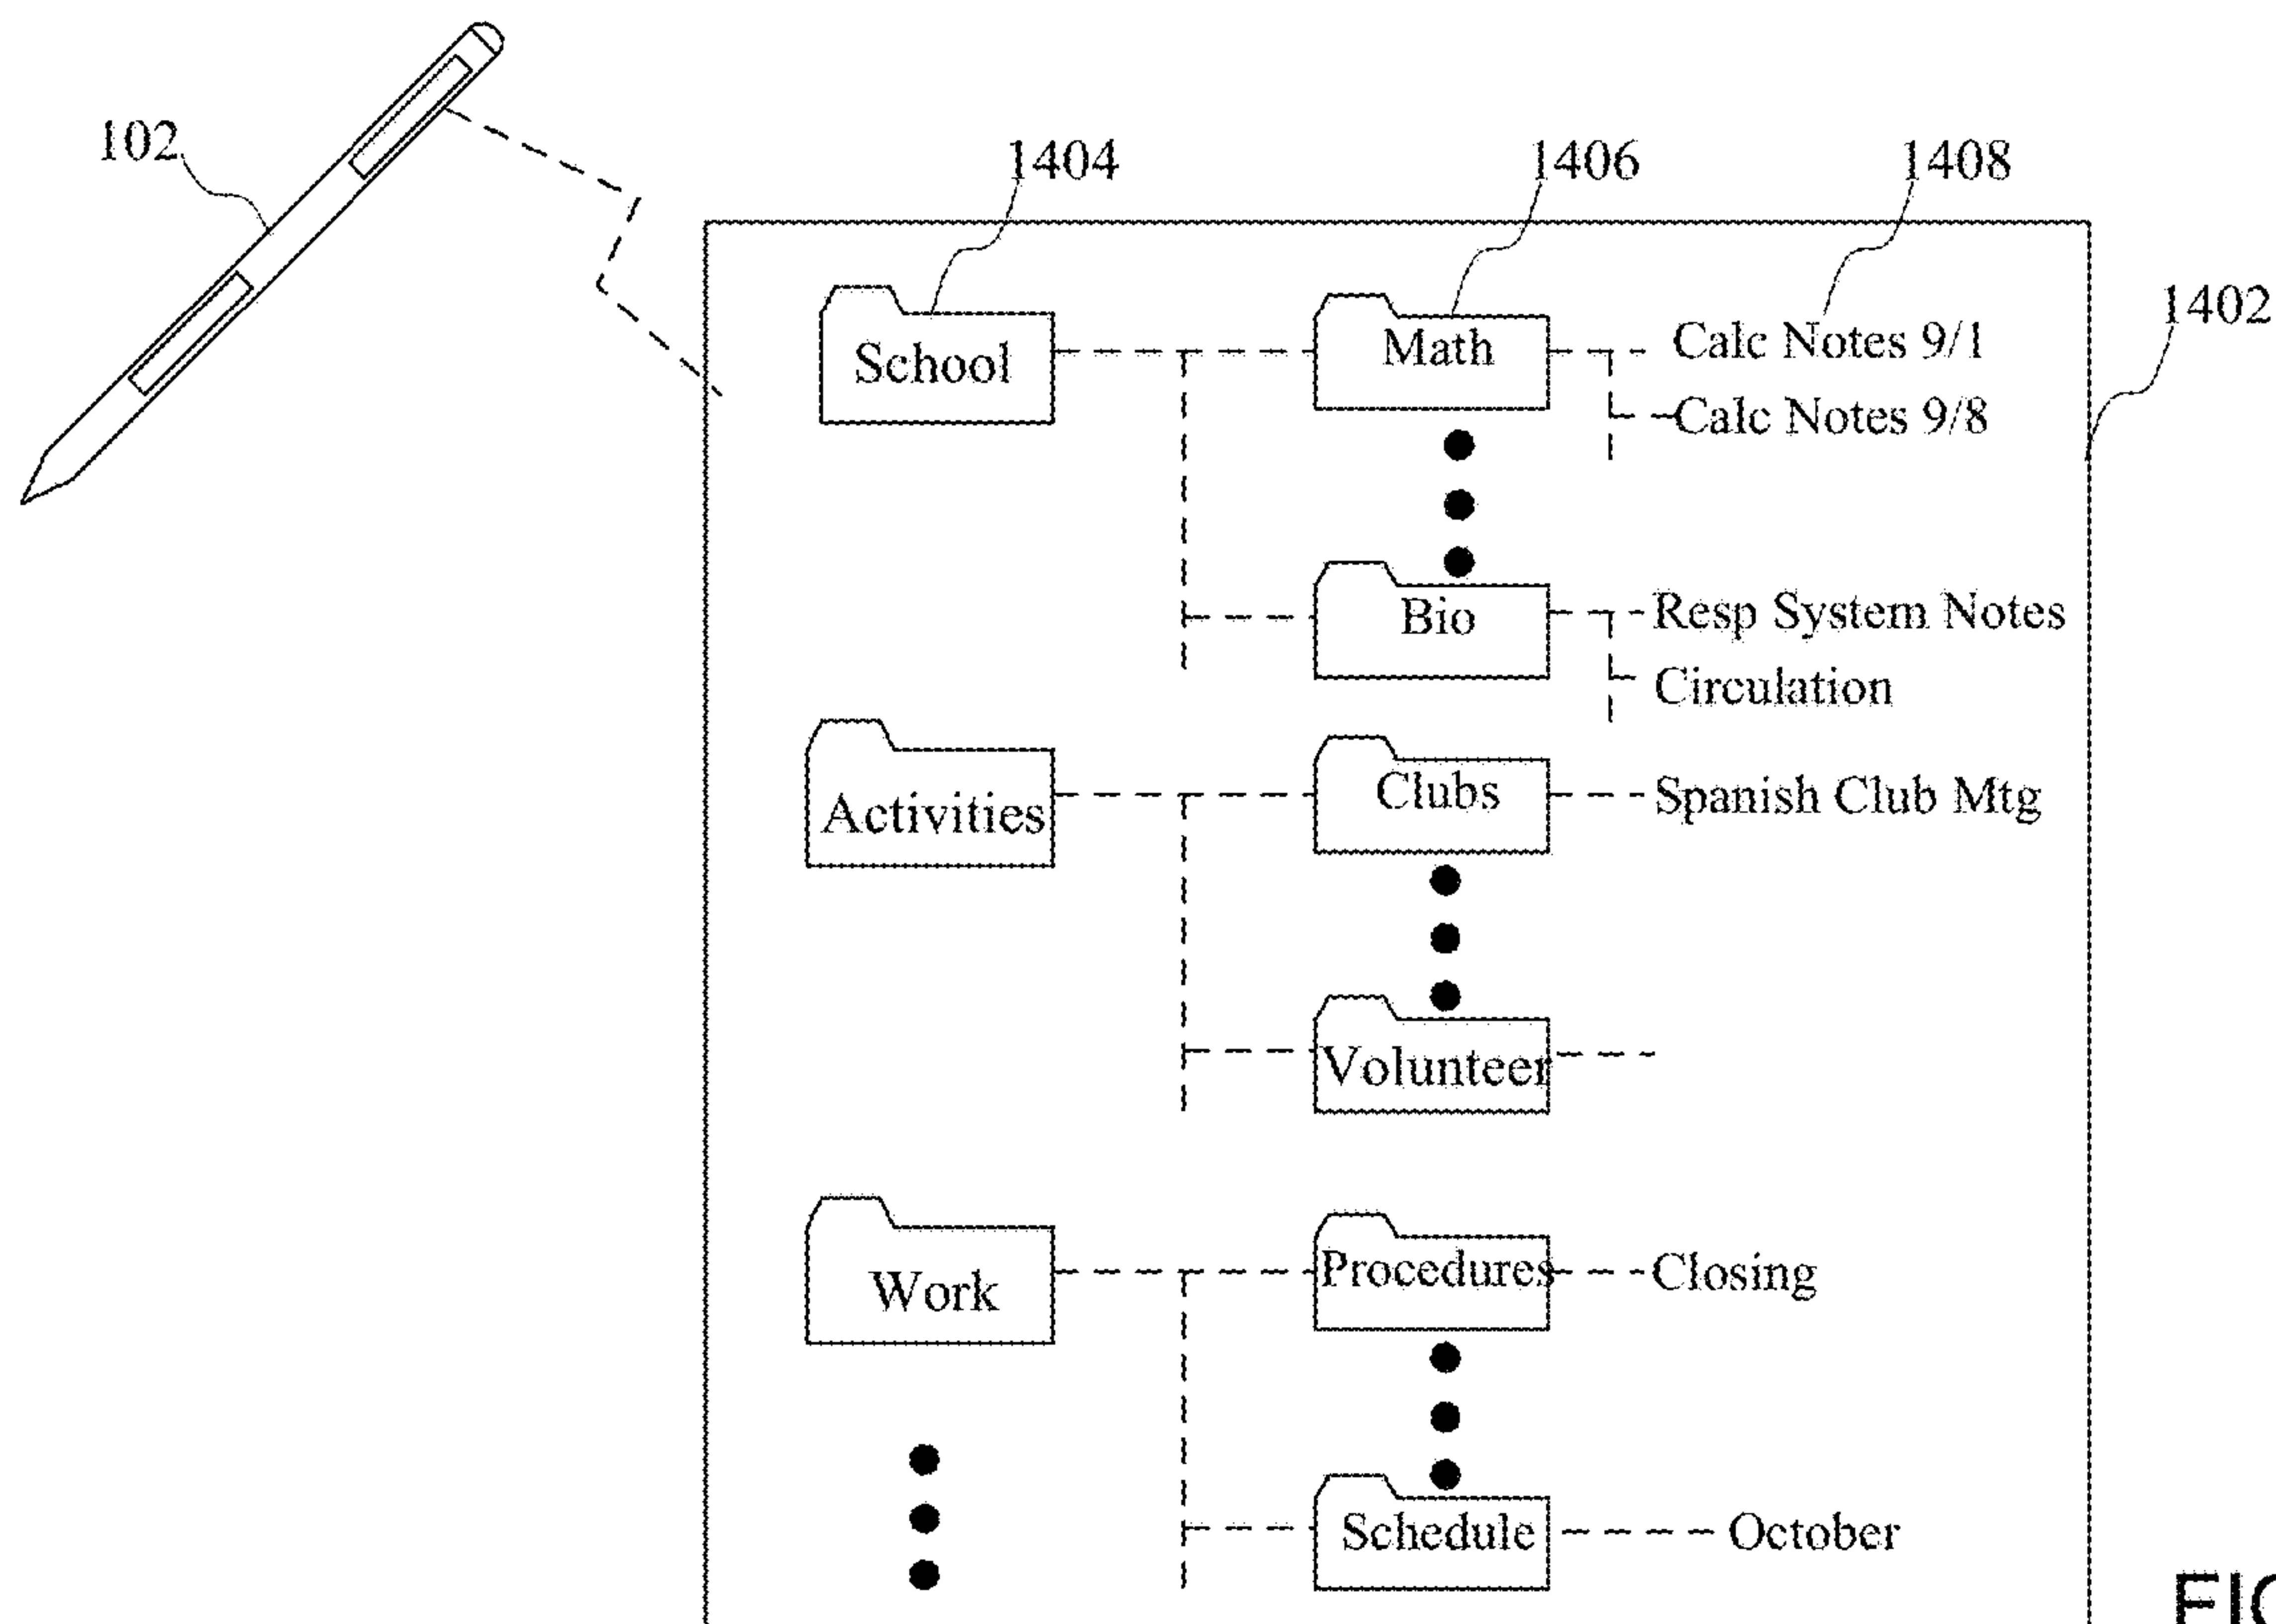 102
1404
1406
1408
1402
School
Math
Calc Notes 9/1
Calc Notes 9/8
Bio
Resp System Notes
Circulation
Activities
Clubs
Spanish Club Mtg
Volunteer
Work
Procedures
Closing
Schedule
October